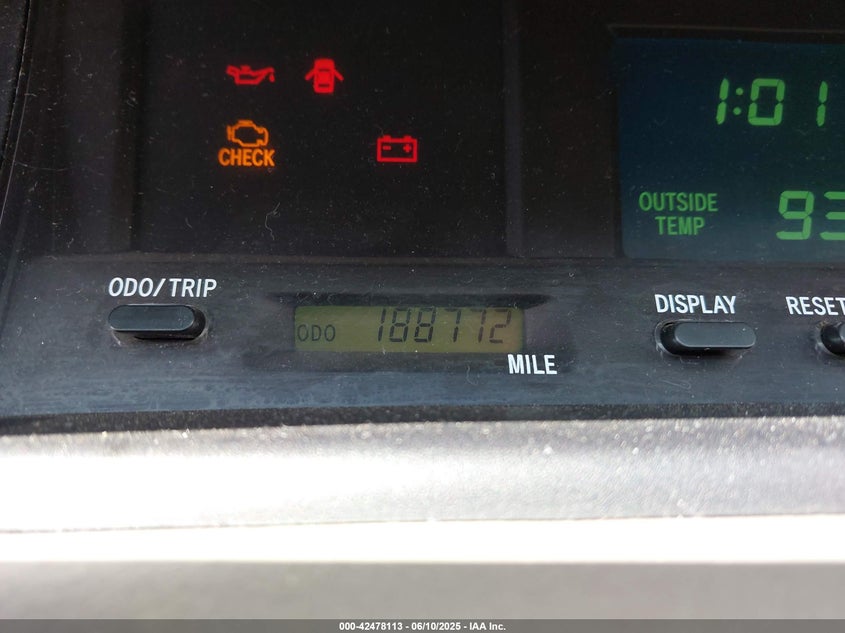 1:01
CHECK
OUTSIDE
TEMP
93
ODO/TRIP
DISPLAY
RESET
ODO 188772
MILE
000-42478113 - 06/10/2025 - IAA Inc.